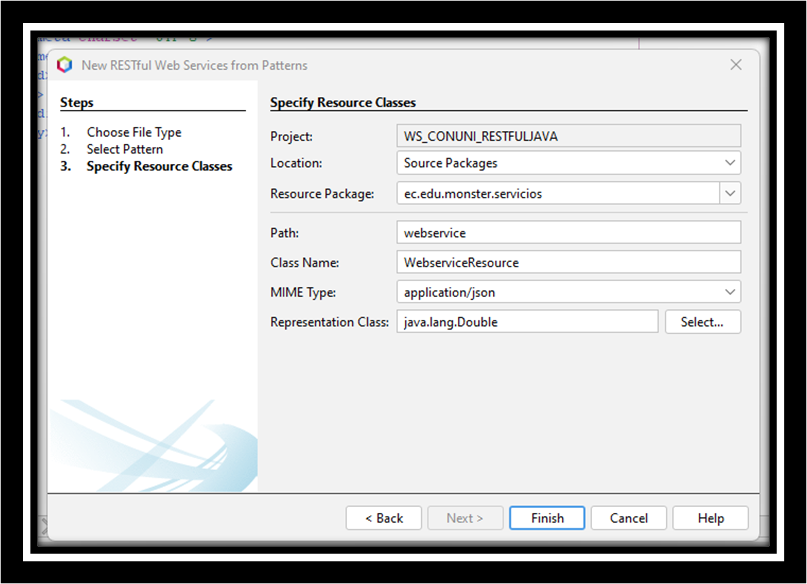 New RESTful Web Services from Patterns
Steps
1. Choose File Type
2. Select Pattern
3. Specify Resource Classes
Specify Resource Classes
Project: WS_CONUNI_RESTFULJAVA
Location: Source Packages
Resource Package: ec.edu.monster.servicios
Path: webservice
Class Name: WebserviceResource
MIME Type: application/json
Representation Class: java.lang.Double Select...
< Back Next > Finish Cancel Help